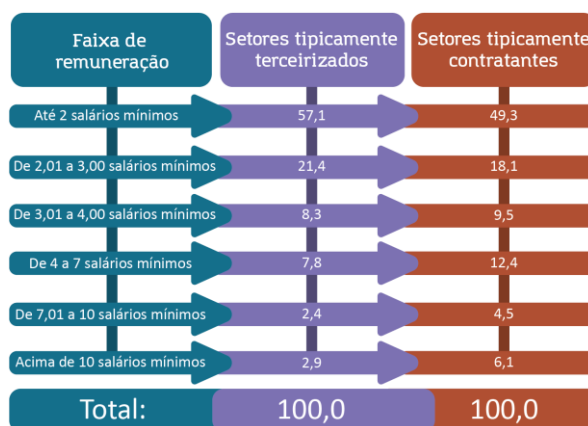 Faixa de
remuneração
Setores tipicamente
terceirizados
Setores tipicamente
contratantes
Até 2 salários mínimos 57,1 49,3
De 2,01 a 3,00 salários mínimos 21,4 18,1
De 3,01 a 4,00 salários mínimos 8,3 9,5
De 4 a 7 salários mínimos 7,8 12,4
De 7,01 a 10 salários mínimos 2,4 4,5
Acima de 10 salários mínimos 2,9 6,1
Total: 100,0 100,0